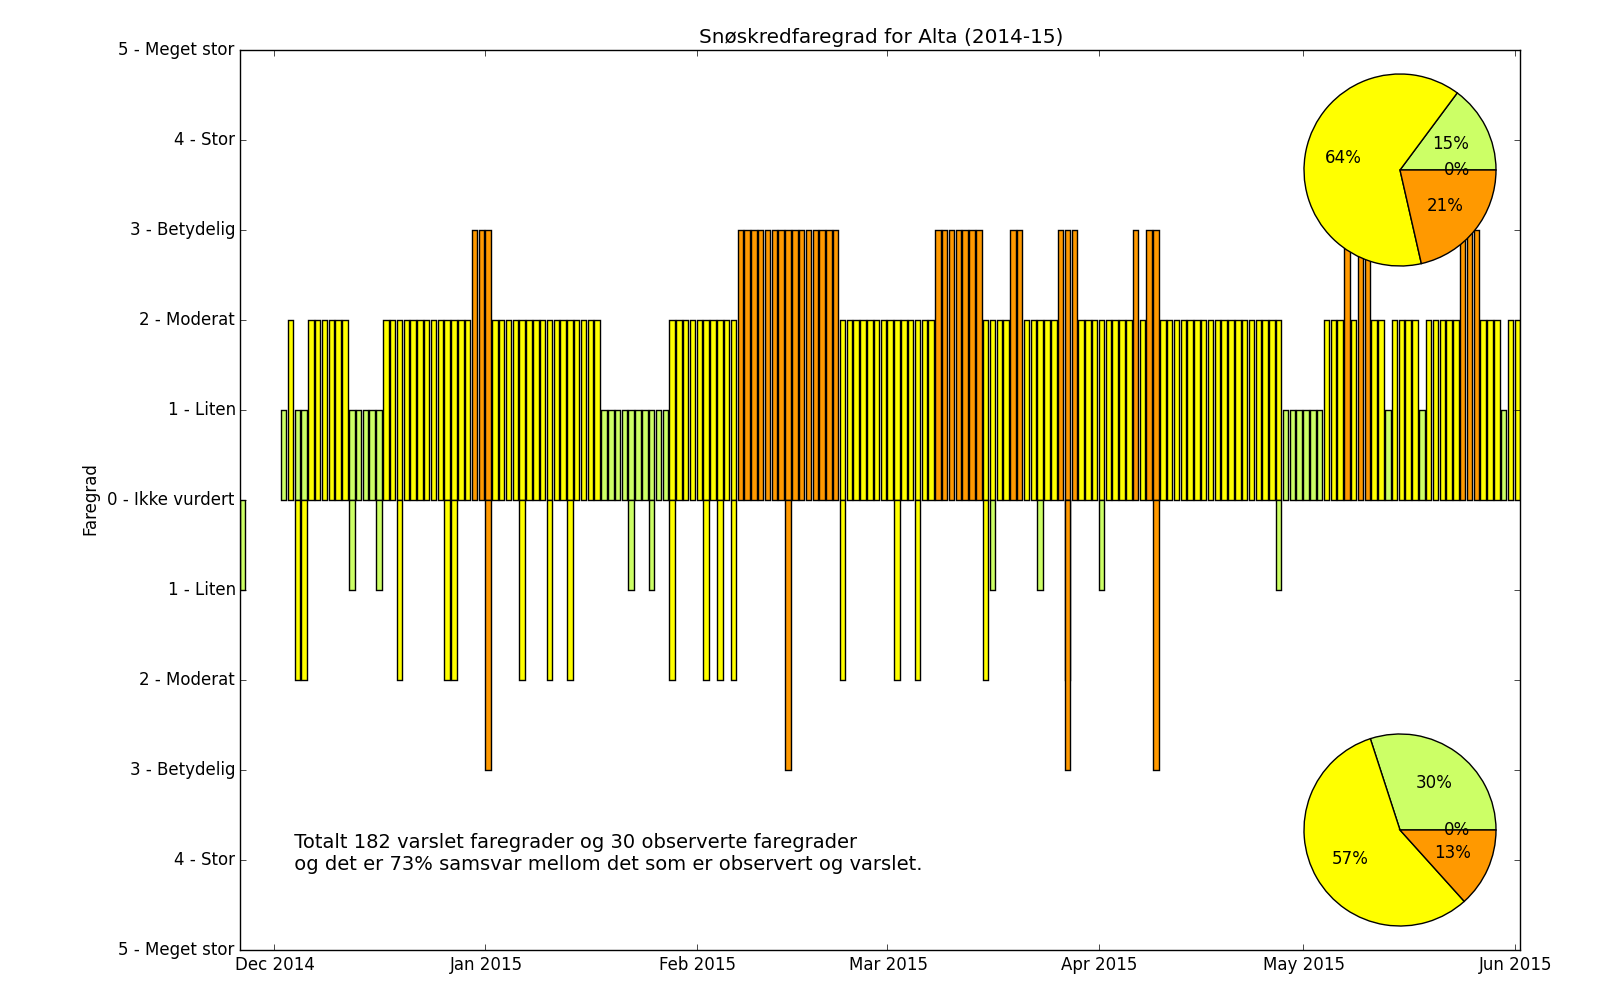 Snøskredfaregrad for Alta (2014-15)
5 - Meget stor
4 - Stor
3 - Betydelig
2 - Moderat
1 - Liten
0 - Ikke vurdert
1 - Liten
2 - Moderat
3 - Betydelig
4 - Stor
5 - Meget stor
Faregrad
64%
15%
0%
21%
30%
0%
57%
13%
Totalt 182 varslet faregrader og 30 observerte faregrader
og det er 73% samsvar mellom det som er observert og varslet.
Dec 2014
Jan 2015
Feb 2015
Mar 2015
Apr 2015
May 2015
Jun 2015